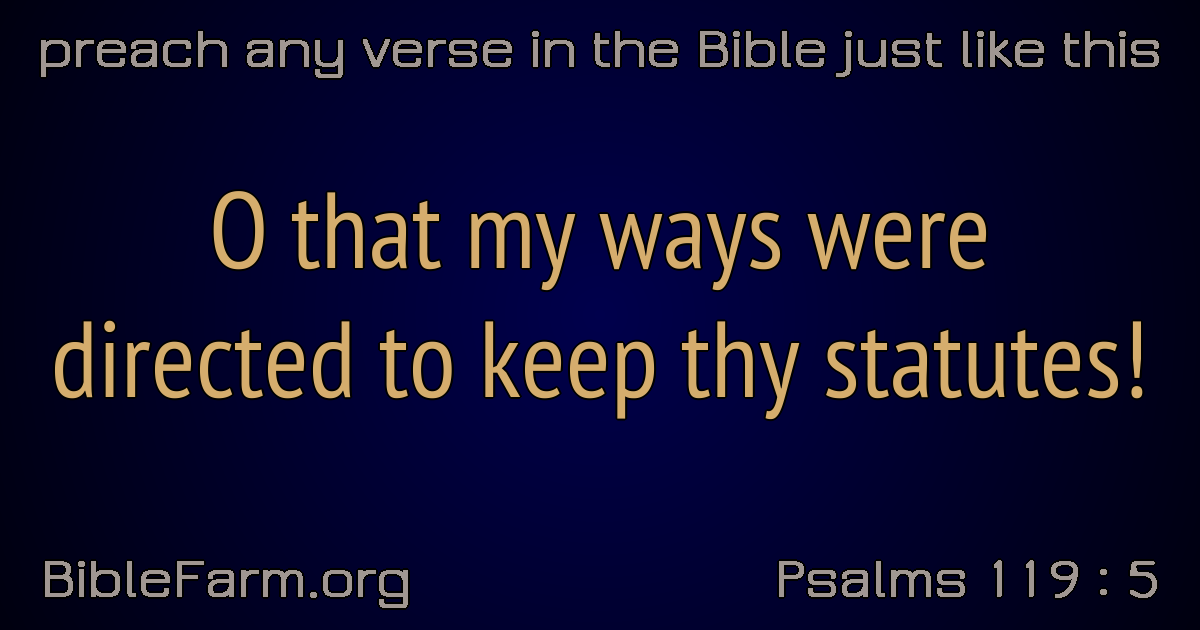 preach any verse in the Bible just like this
O that my ways were
directed to keep thy statutes!
BibleFarm.org
Psalms 119 : 5